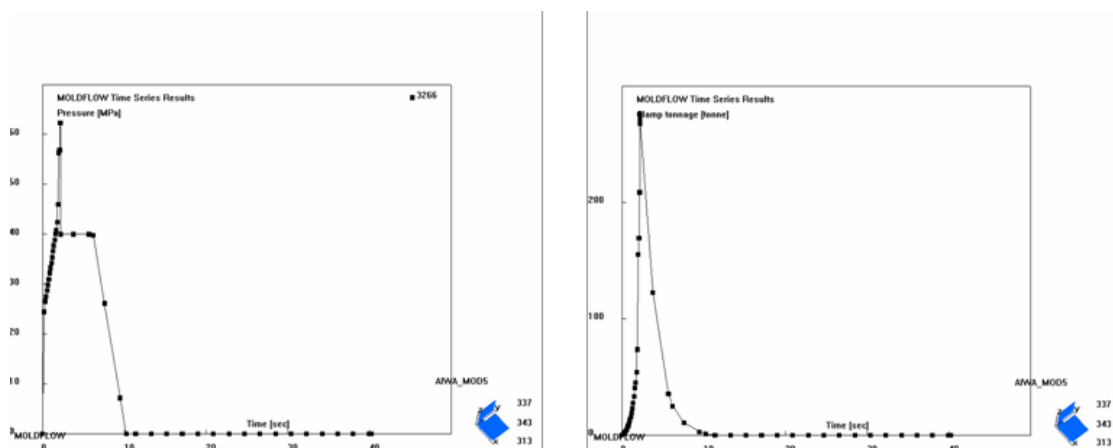 MOLDFLOW Time Series Results
3266
Pressure [MPa]
60
50
40
30
20
10
AIWA_MOD5
Time [sec]
MOLDFLOW
0
10
20
30
40
z y
x
337
343
313
MOLDFLOW Time Series Results
lamp tonnage [tonne]
200
100
AIWA_MOD5
Time [sec]
MOLDFLOW
0
10
20
30
40
z y
x
337
343
313